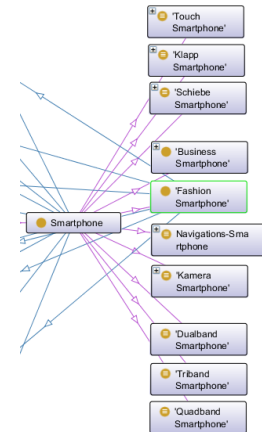 'Touch
Smartphone'
'Klapp
Smartphone'
'Schiebe
Smartphone'
'Business
Smartphone'
'Fashion
Smartphone'
Smartphone
Navigations-Sma
rtphone
'Kamera
Smartphone'
'Dualband
Smartphone'
'Triband
Smartphone'
'Quadband
Smartphone'